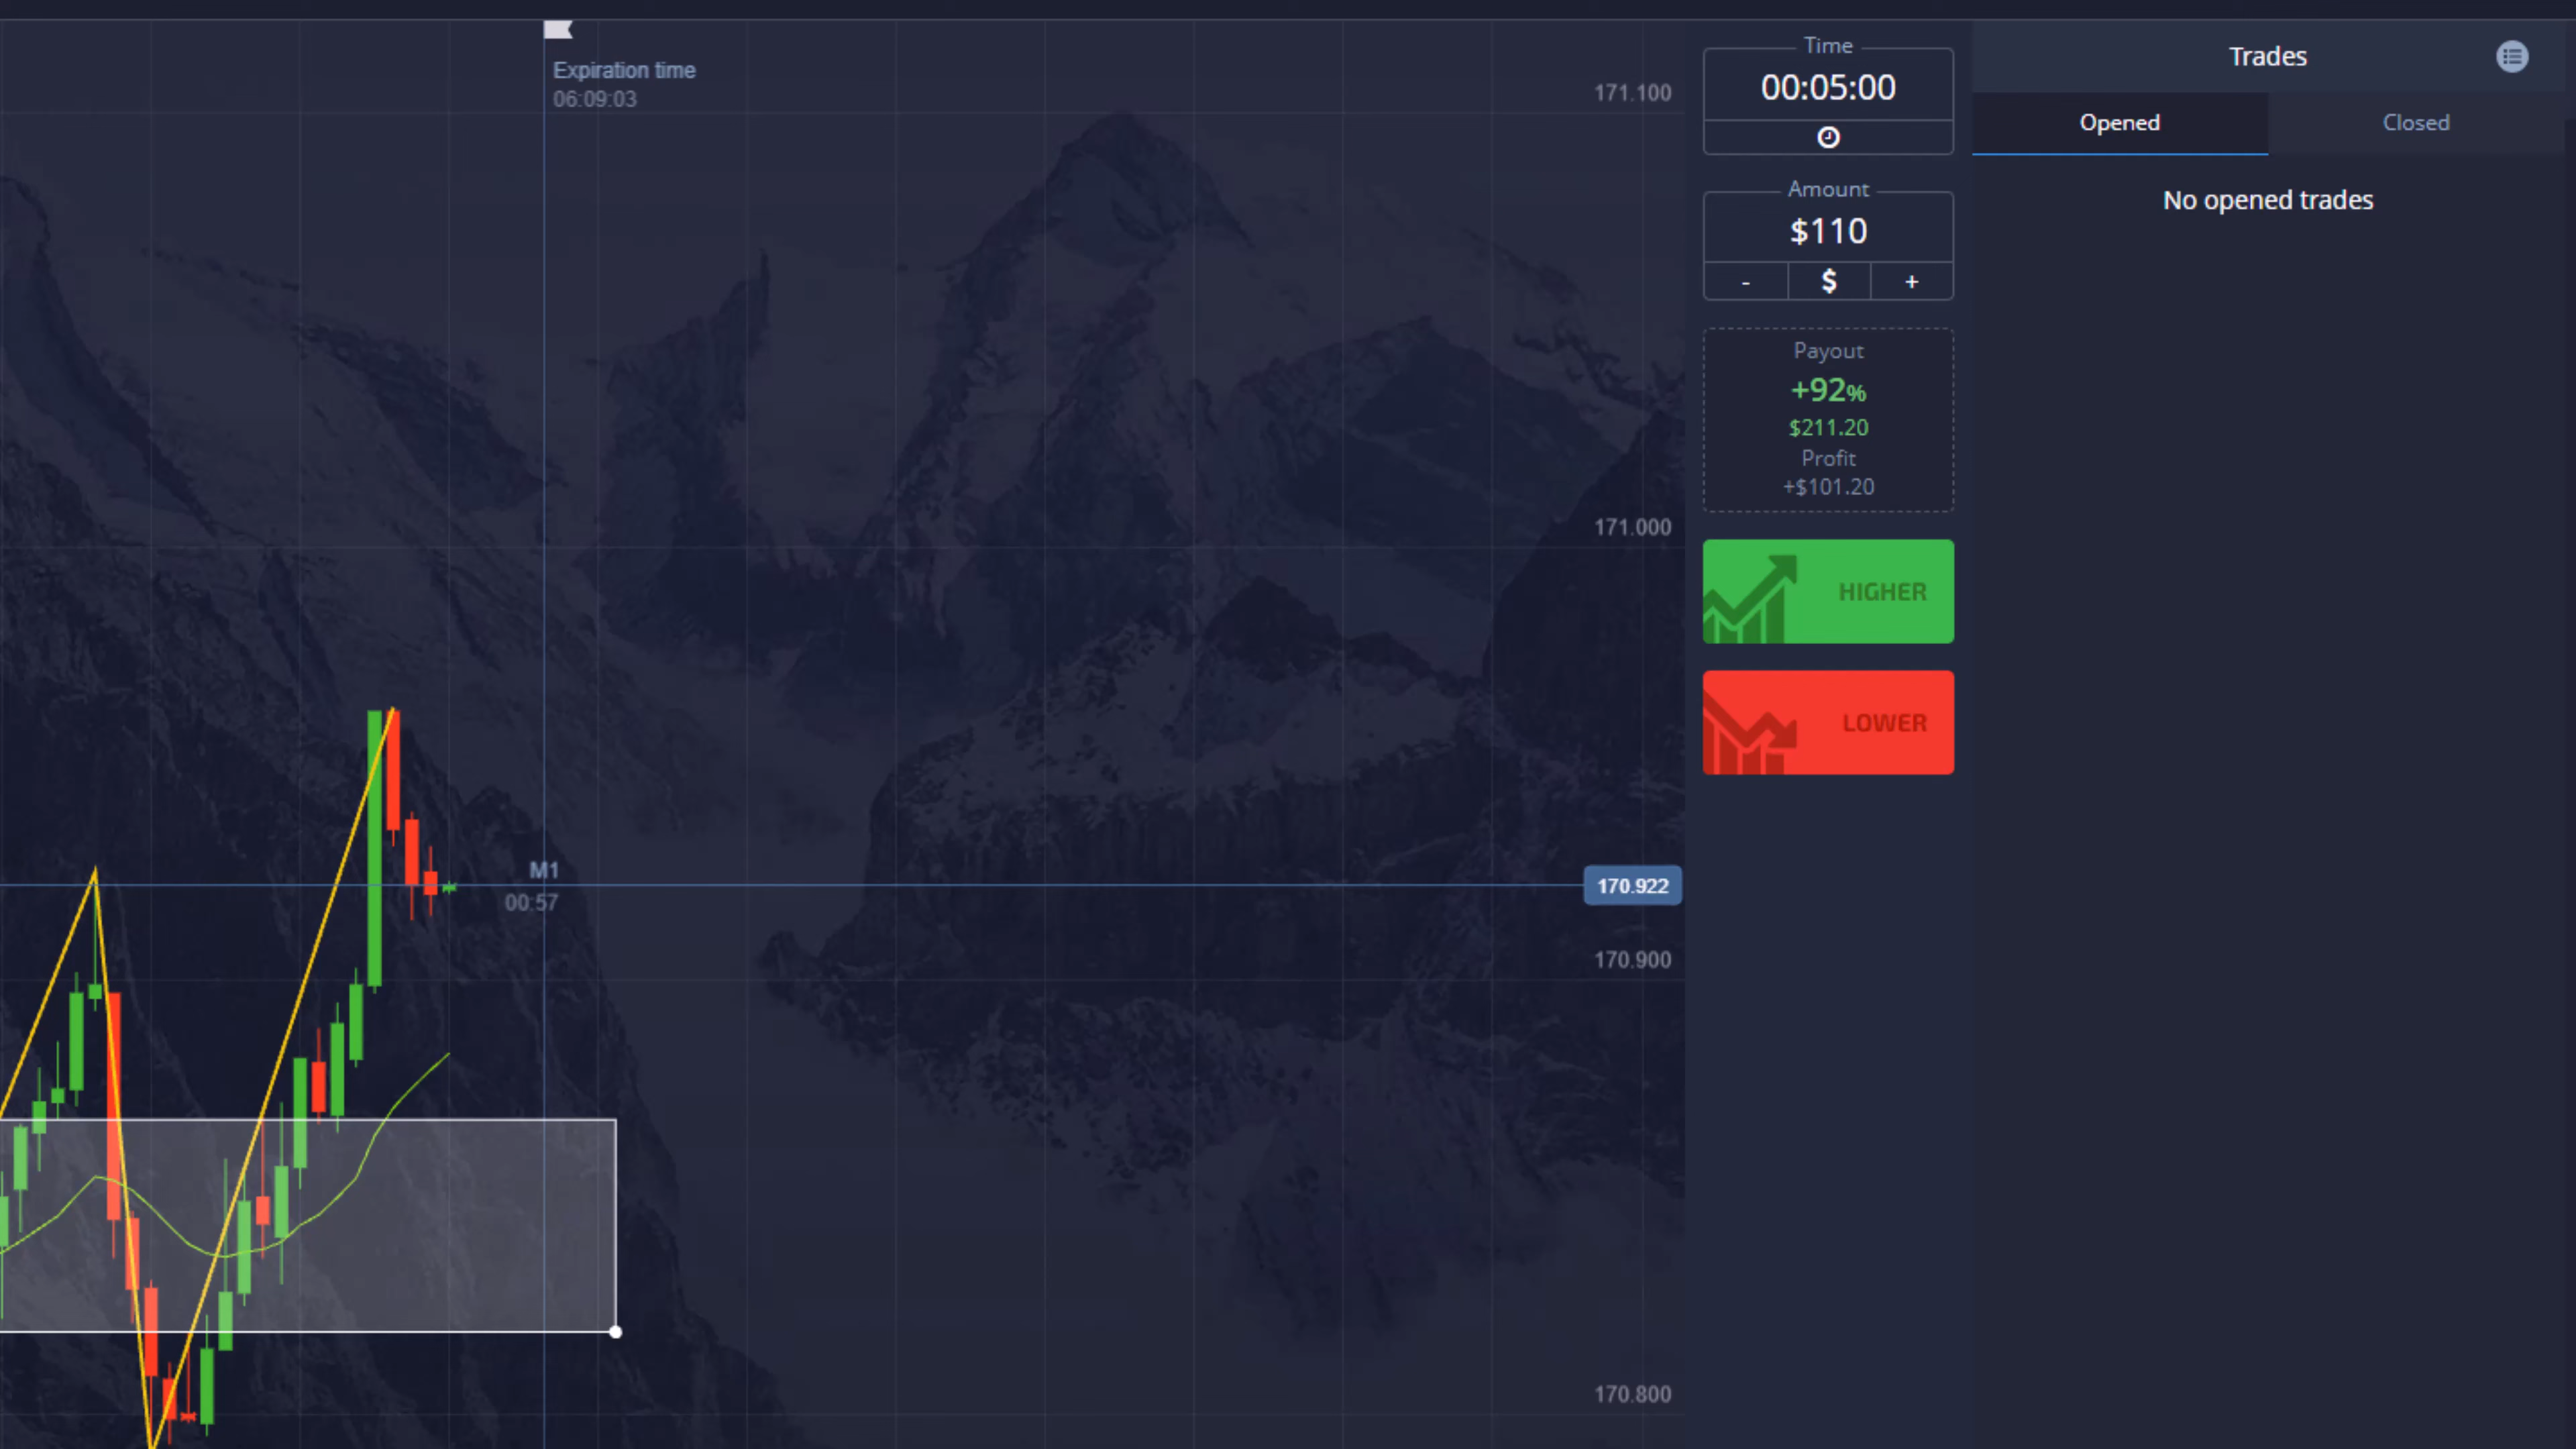 Expiration time
06:09:03
171.100
171.000
M1
00:57
170.922
170.900
170.800
Time
00:05:00
Amount
$110
- $ +
Payout
+92%
$211.20
Profit
+$101.20
HIGHER
LOWER
Trades
Opened Closed
No opened trades